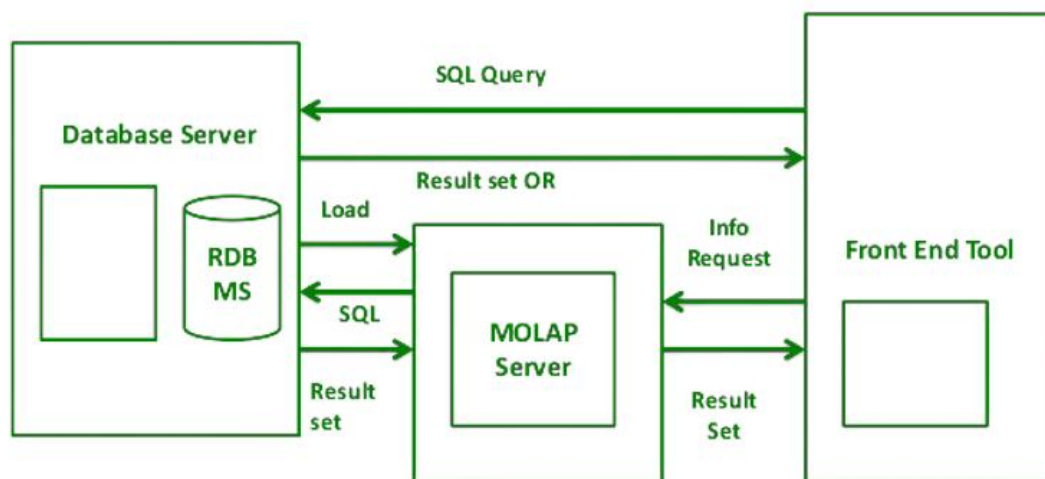 SQL Query
Database Server
Result set OR
Load
RDB
MS
SQL
Result
set
MOLAP
Server
Info
Request
Result
Set
Front End Tool